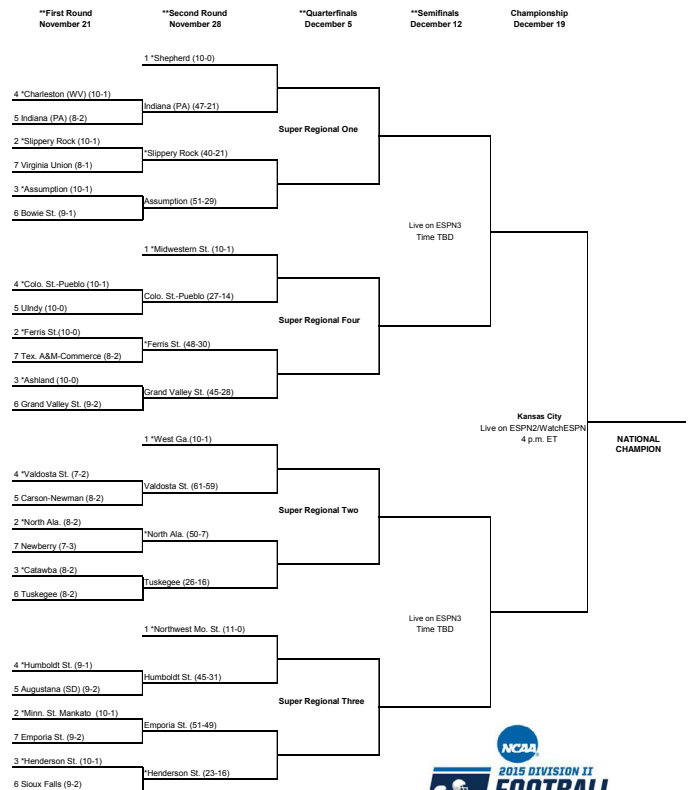 **First Round
November 21
**Second Round
November 28
**Quarterfinals
December 5
**Semifinals
December 12
Championship
December 19
1 *Shepherd (10-0)
4 *Charleston (WV) (10-1)
Indiana (PA) (47-21)
5 Indiana (PA) (8-2)
Super Regional One
2 *Slippery Rock (10-1)
*Slippery Rock (40-21)
7 Virginia Union (8-1)
3 *Assumption (10-1)
Assumption (51-29)
6 Bowie St. (9-1)
Live on ESPN3
Time TBD
1 *Midwestern St. (10-1)
4 *Colo. St.-Pueblo (10-1)
Colo. St.-Pueblo (27-14)
5 UIndy (10-0)
Super Regional Four
2 *Ferris St.(10-0)
*Ferris St. (48-30)
7 Tex. A&M-Commerce (8-2)
3 *Ashland (10-0)
Grand Valley St. (45-28)
6 Grand Valley St. (9-2)
Kansas City
Live on ESPN2/WatchESPN
4 p.m. ET
NATIONAL
CHAMPION
1 *West Ga.(10-1)
4 *Valdosta St. (7-2)
Valdosta St. (61-59)
5 Carson-Newman (8-2)
Super Regional Two
2 *North Ala. (8-2)
*North Ala. (50-7)
7 Newberry (7-3)
3 *Catawba (8-2)
Tuskegee (26-16)
6 Tuskegee (8-2)
Live on ESPN3
Time TBD
1 *Northwest Mo. St. (11-0)
4 *Humboldt St. (9-1)
Humboldt St. (45-31)
5 Augustana (SD) (9-2)
Super Regional Three
2 *Minn. St. Mankato (10-1)
Emporia St. (51-49)
7 Emporia St. (9-2)
3 *Henderson St. (10-1)
*Henderson St. (23-16)
6 Sioux Falls (9-2)
NCAA
2015 DIVISION II
FOOTBALL